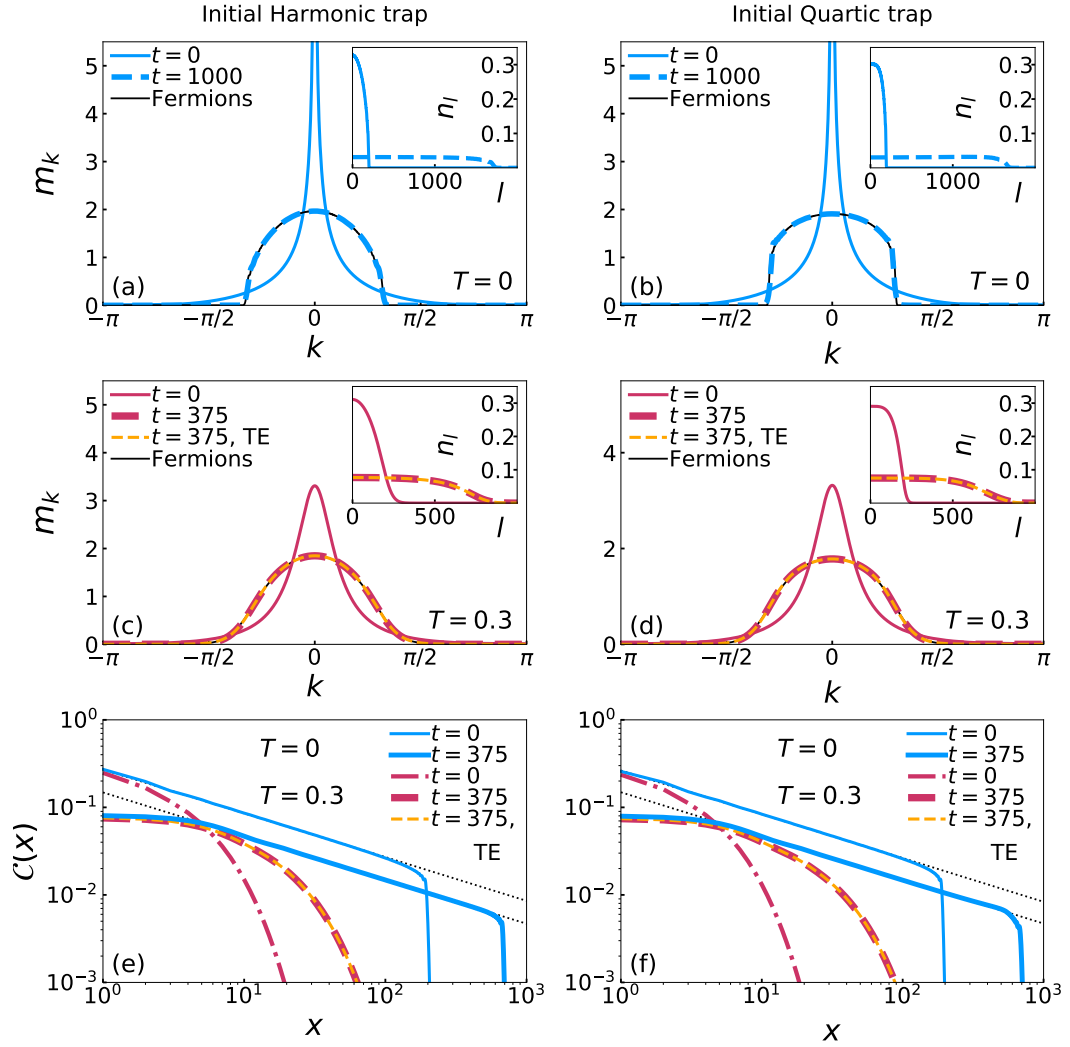 Initial Harmonic trap
Initial Quartic trap
t = 0
t = 1000
Fermions
n_l
0.3
0.2
0.1
0 1000
l
m_k
5
4
3
2
1
0
(a)
T = 0
−π −π/2 0 π/2 π
k
t = 0
t = 1000
Fermions
n_l
0.3
0.2
0.1
0 1000
l
5
4
3
2
1
0
(b)
T = 0
−π −π/2 0 π/2 π
k
t = 0
t = 375
t = 375, TE
Fermions
n_l
0.3
0.2
0.1
0 500
l
m_k
5
4
3
2
1
0
(c)
T = 0.3
−π −π/2 0 π/2 π
k
t = 0
t = 375
t = 375, TE
Fermions
n_l
0.3
0.2
0.1
0 500
l
5
4
3
2
1
0
(d)
T = 0.3
−π −π/2 0 π/2 π
k
T = 0
T = 0.3
t = 0
t = 375
t = 0
t = 375
t = 375,
TE
C(x)
10^0
10^−1
10^−2
10^−3
(e)
10^0 10^1 10^2 10^3
x
T = 0
T = 0.3
t = 0
t = 375
t = 0
t = 375
t = 375,
TE
10^0
10^−1
10^−2
10^−3
(f)
10^0 10^1 10^2 10^3
x